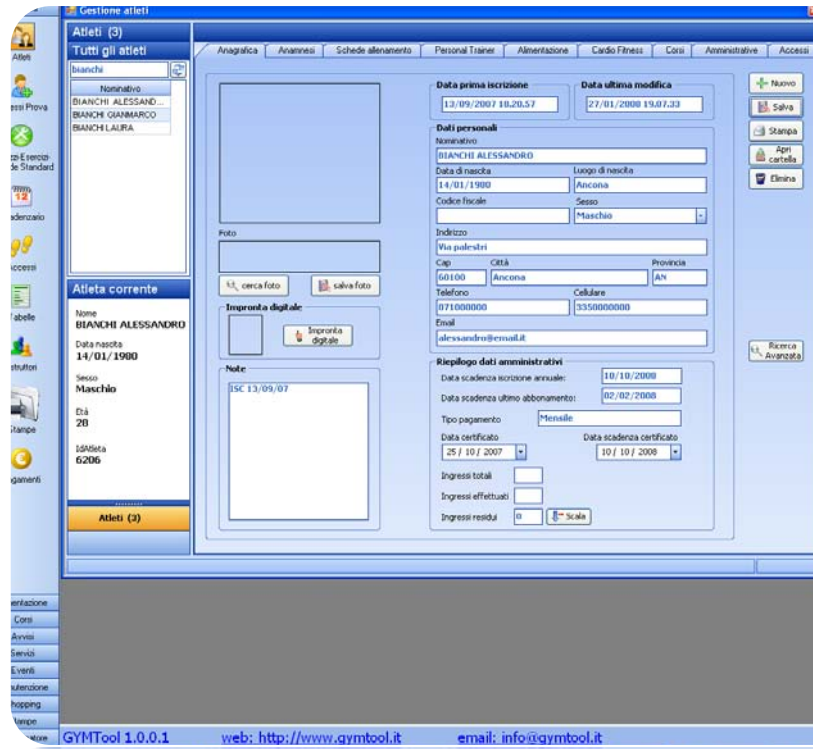 Gestione atleti
Atleti (3)
Tutti gli atleti
bianchi
Nominativo
BIANCHI ALESSAND...
BIANCHI GIANMARCO
BIANCHI LAURA
Atleta corrente
Nome
BIANCHI ALESSANDRO
Data nascita
14/01/1980
Sesso
Maschio
Età
28
IdAtleta
6206
Atleti (3)
Anagrafica Anamnesi Schede allenamento Personal Trainer Alimentazione Cardio Fitness Corsi Amministrative Accessi
Foto
cerca foto salva foto
Impronta digitale
Impronta
digitale
Note
ISC 13/09/07
Data prima iscrizione Data ultima modifica
13/09/2007 18.20.57 27/01/2008 19.07.33
Dati personali
Nominativo
BIANCHI ALESSANDRO
Data di nascita Luogo di nascita
14/01/1980 Ancona
Codice fiscale Sesso
Maschio
Indirizzo
Via palestri
Cap Città Provincia
60100 Ancona AN
Telefono Cellulare
071000000 3350000000
Email
alessandro@email.it
Riepilogo dati amministrativi
Data scadenza iscrizione annuale: 10/10/2008
Data scadenza ultimo abbonamento: 02/02/2008
Tipo pagamento Mensile
Data certificato Data scadenza certificato
25 / 10 / 2007 10 / 10 / 2008
Ingressi totali
Ingressi effettuati
Ingressi residui 0 Scala
Nuovo
Salva
Stampa
Apri
cartella
Elimina
Ricerca
Avanzata
Atleti
essi Prova
zi-Esercizi-
de Standard
12
adenzario
ccessi
abelle
struttori
Stampe
gamenti
mentazione
Corsi
Avvisi
Servizi
Eventi
nutenzione
hopping
tampe
GYMTool 1.0.0.1 web: http://www.gymtool.it email: info@gymtool.it